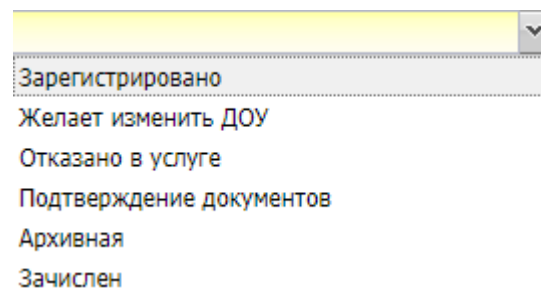 Зарегистрировано
Желает изменить ДОУ
Отказано в услуге
Подтверждение документов
Архивная
Зачислен